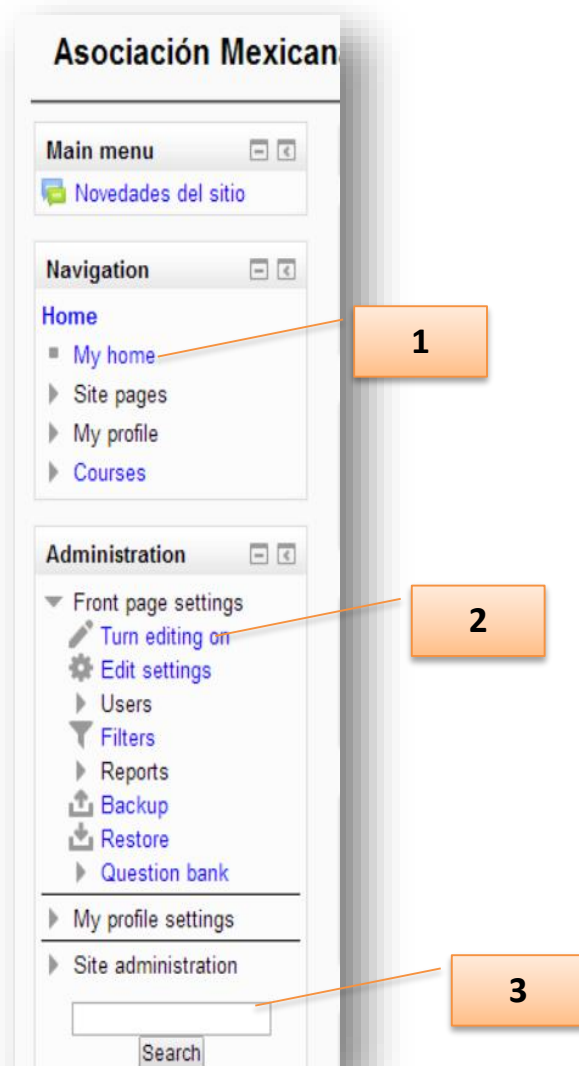 Asociación Mexican
Main menu
Novedades del sitio
Navigation
Home
My home
1
Site pages
My profile
Courses
Administration
Front page settings
Turn editing on
2
Edit settings
Users
Filters
Reports
Backup
Restore
Question bank
My profile settings
Site administration
3
Search